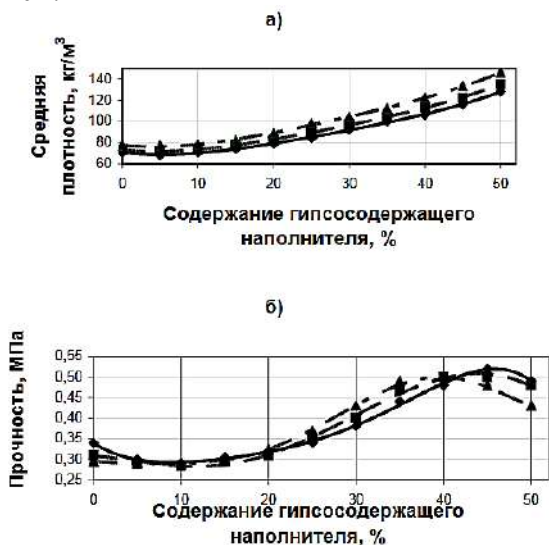 а)
Средняя
плотность, кг/м³
140
120
100
80
60
0 10 20 30 40 50
Содержание гипсосодержащего
наполнителя, %
б)
Прочность, МПа
0,55
0,50
0,45
0,40
0,35
0,30
0,25
0 10 20 30 40 50
Содержание гипсосодержащего
наполнителя, %